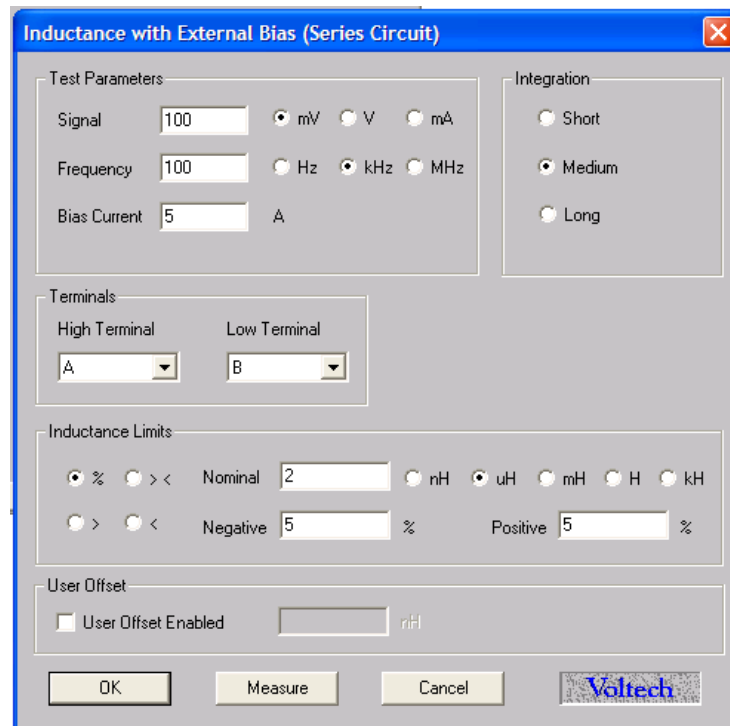 Inductance with External Bias (Series Circuit)
Test Parameters
Signal 100 mV V mA
Frequency 100 Hz kHz MHz
Bias Current 5 A
Integration
Short
Medium
Long
Terminals
High Terminal Low Terminal
A B
Inductance Limits
% > < Nominal 2 nH uH mH H kH
> < Negative 5 % Positive 5 %
User Offset
User Offset Enabled nH
OK Measure Cancel Voltech